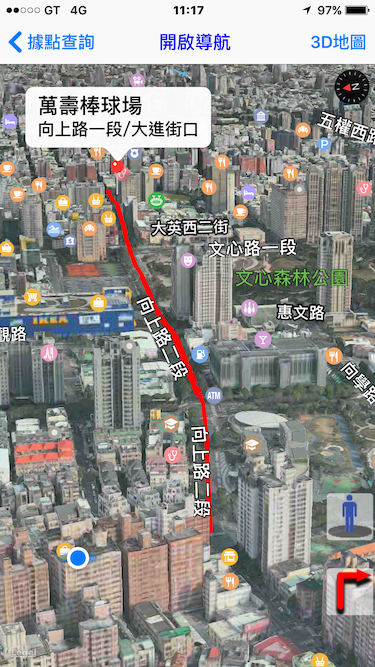 GT 4G 11:17 97%
據點查詢 開啟導航 3D地圖
N
萬壽棒球場
向上路一段/大進街口
五權西路
P
大英西二街
文心路一段
文心森林公園
惠文路
IKEA
向上路一段
向學路
ATM
向上路二段
Legal